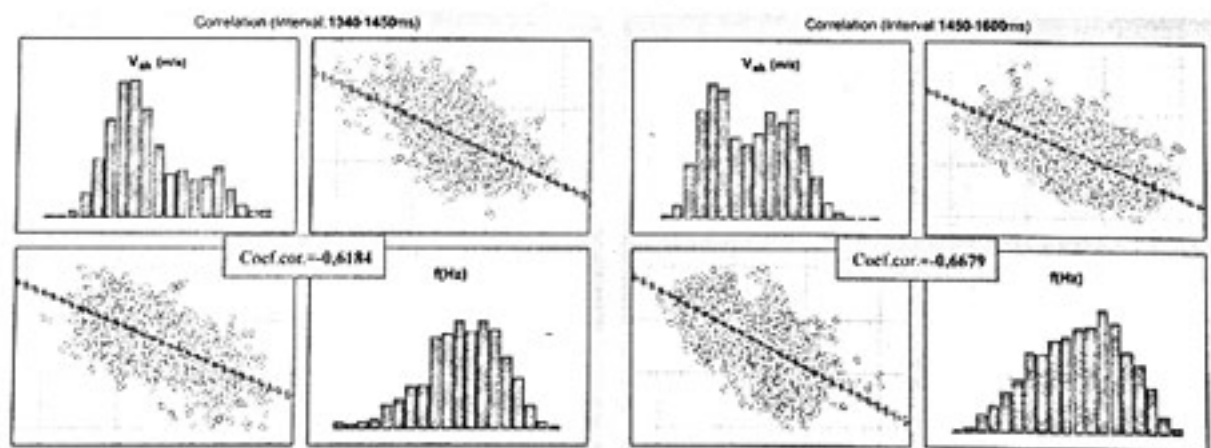 Correlation (Interval: 1340-1450ms)
V (m/s)
Coef.cor.=-0,6184
f(Hz)
Correlation (Interval 1450-1600ms)
V (m/s)
Coef.cor.=-0,6679
f(Hz)